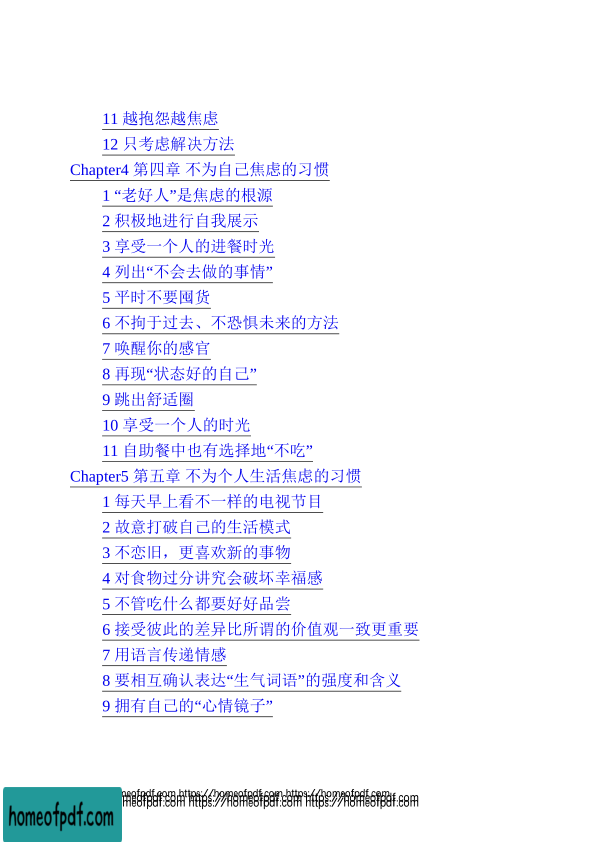 11 越抱怨越焦虑
12 只考虑解决方法
Chapter4 第四章 不为自己焦虑的习惯
1 “老好人”是焦虑的根源
2 积极地进行自我展示
3 享受一个人的进餐时光
4 列出“不会去做的事情”
5 平时不要囤货
6 不拘于过去、不恐惧未来的方法
7 唤醒你的感官
8 再现“状态好的自己”
9 跳出舒适圈
10 享受一个人的时光
11 自助餐中也有选择地“不吃”
Chapter5 第五章 不为个人生活焦虑的习惯
1 每天早上看不一样的电视节目
2 故意打破自己的生活模式
3 不恋旧，更喜欢新的事物
4 对食物过分讲究会破坏幸福感
5 不管吃什么都要好好品尝
6 接受彼此的差异比所谓的价值观一致更重要
7 用语言传递情感
8 要相互确认表达“生气词语”的强度和含义
9 拥有自己的“心情镜子”
meofpdf.com https://homeofpdf.com https://homeofpdf.com
meofpdf.com https://homeofpdf.com https://homeofpdf.com
homeofpdf.com